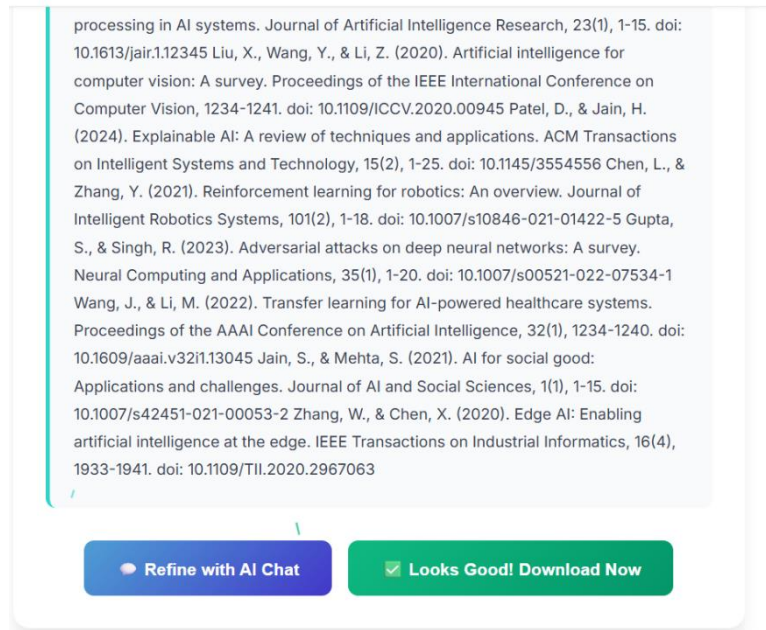 processing in AI systems. Journal of Artificial Intelligence Research, 23(1), 1-15. doi:
10.1613/jair.1.12345 Liu, X., Wang, Y., & Li, Z. (2020). Artificial intelligence for
computer vision: A survey. Proceedings of the IEEE International Conference on
Computer Vision, 1234-1241. doi: 10.1109/ICCV.2020.00945 Patel, D., & Jain, H.
(2024). Explainable AI: A review of techniques and applications. ACM Transactions
on Intelligent Systems and Technology, 15(2), 1-25. doi: 10.1145/3554556 Chen, L., &
Zhang, Y. (2021). Reinforcement learning for robotics: An overview. Journal of
Intelligent Robotics Systems, 101(2), 1-18. doi: 10.1007/s10846-021-01422-5 Gupta,
S., & Singh, R. (2023). Adversarial attacks on deep neural networks: A survey.
Neural Computing and Applications, 35(1), 1-20. doi: 10.1007/s00521-022-07534-1
Wang, J., & Li, M. (2022). Transfer learning for AI-powered healthcare systems.
Proceedings of the AAAI Conference on Artificial Intelligence, 32(1), 1234-1240. doi:
10.1609/aaai.v32i1.13045 Jain, S., & Mehta, S. (2021). AI for social good:
Applications and challenges. Journal of AI and Social Sciences, 1(1), 1-15. doi:
10.1007/s42451-021-00053-2 Zhang, W., & Chen, X. (2020). Edge AI: Enabling
artificial intelligence at the edge. IEEE Transactions on Industrial Informatics, 16(4),
1933-1941. doi: 10.1109/TII.2020.2967063
💬 Refine with AI Chat
✅ Looks Good! Download Now